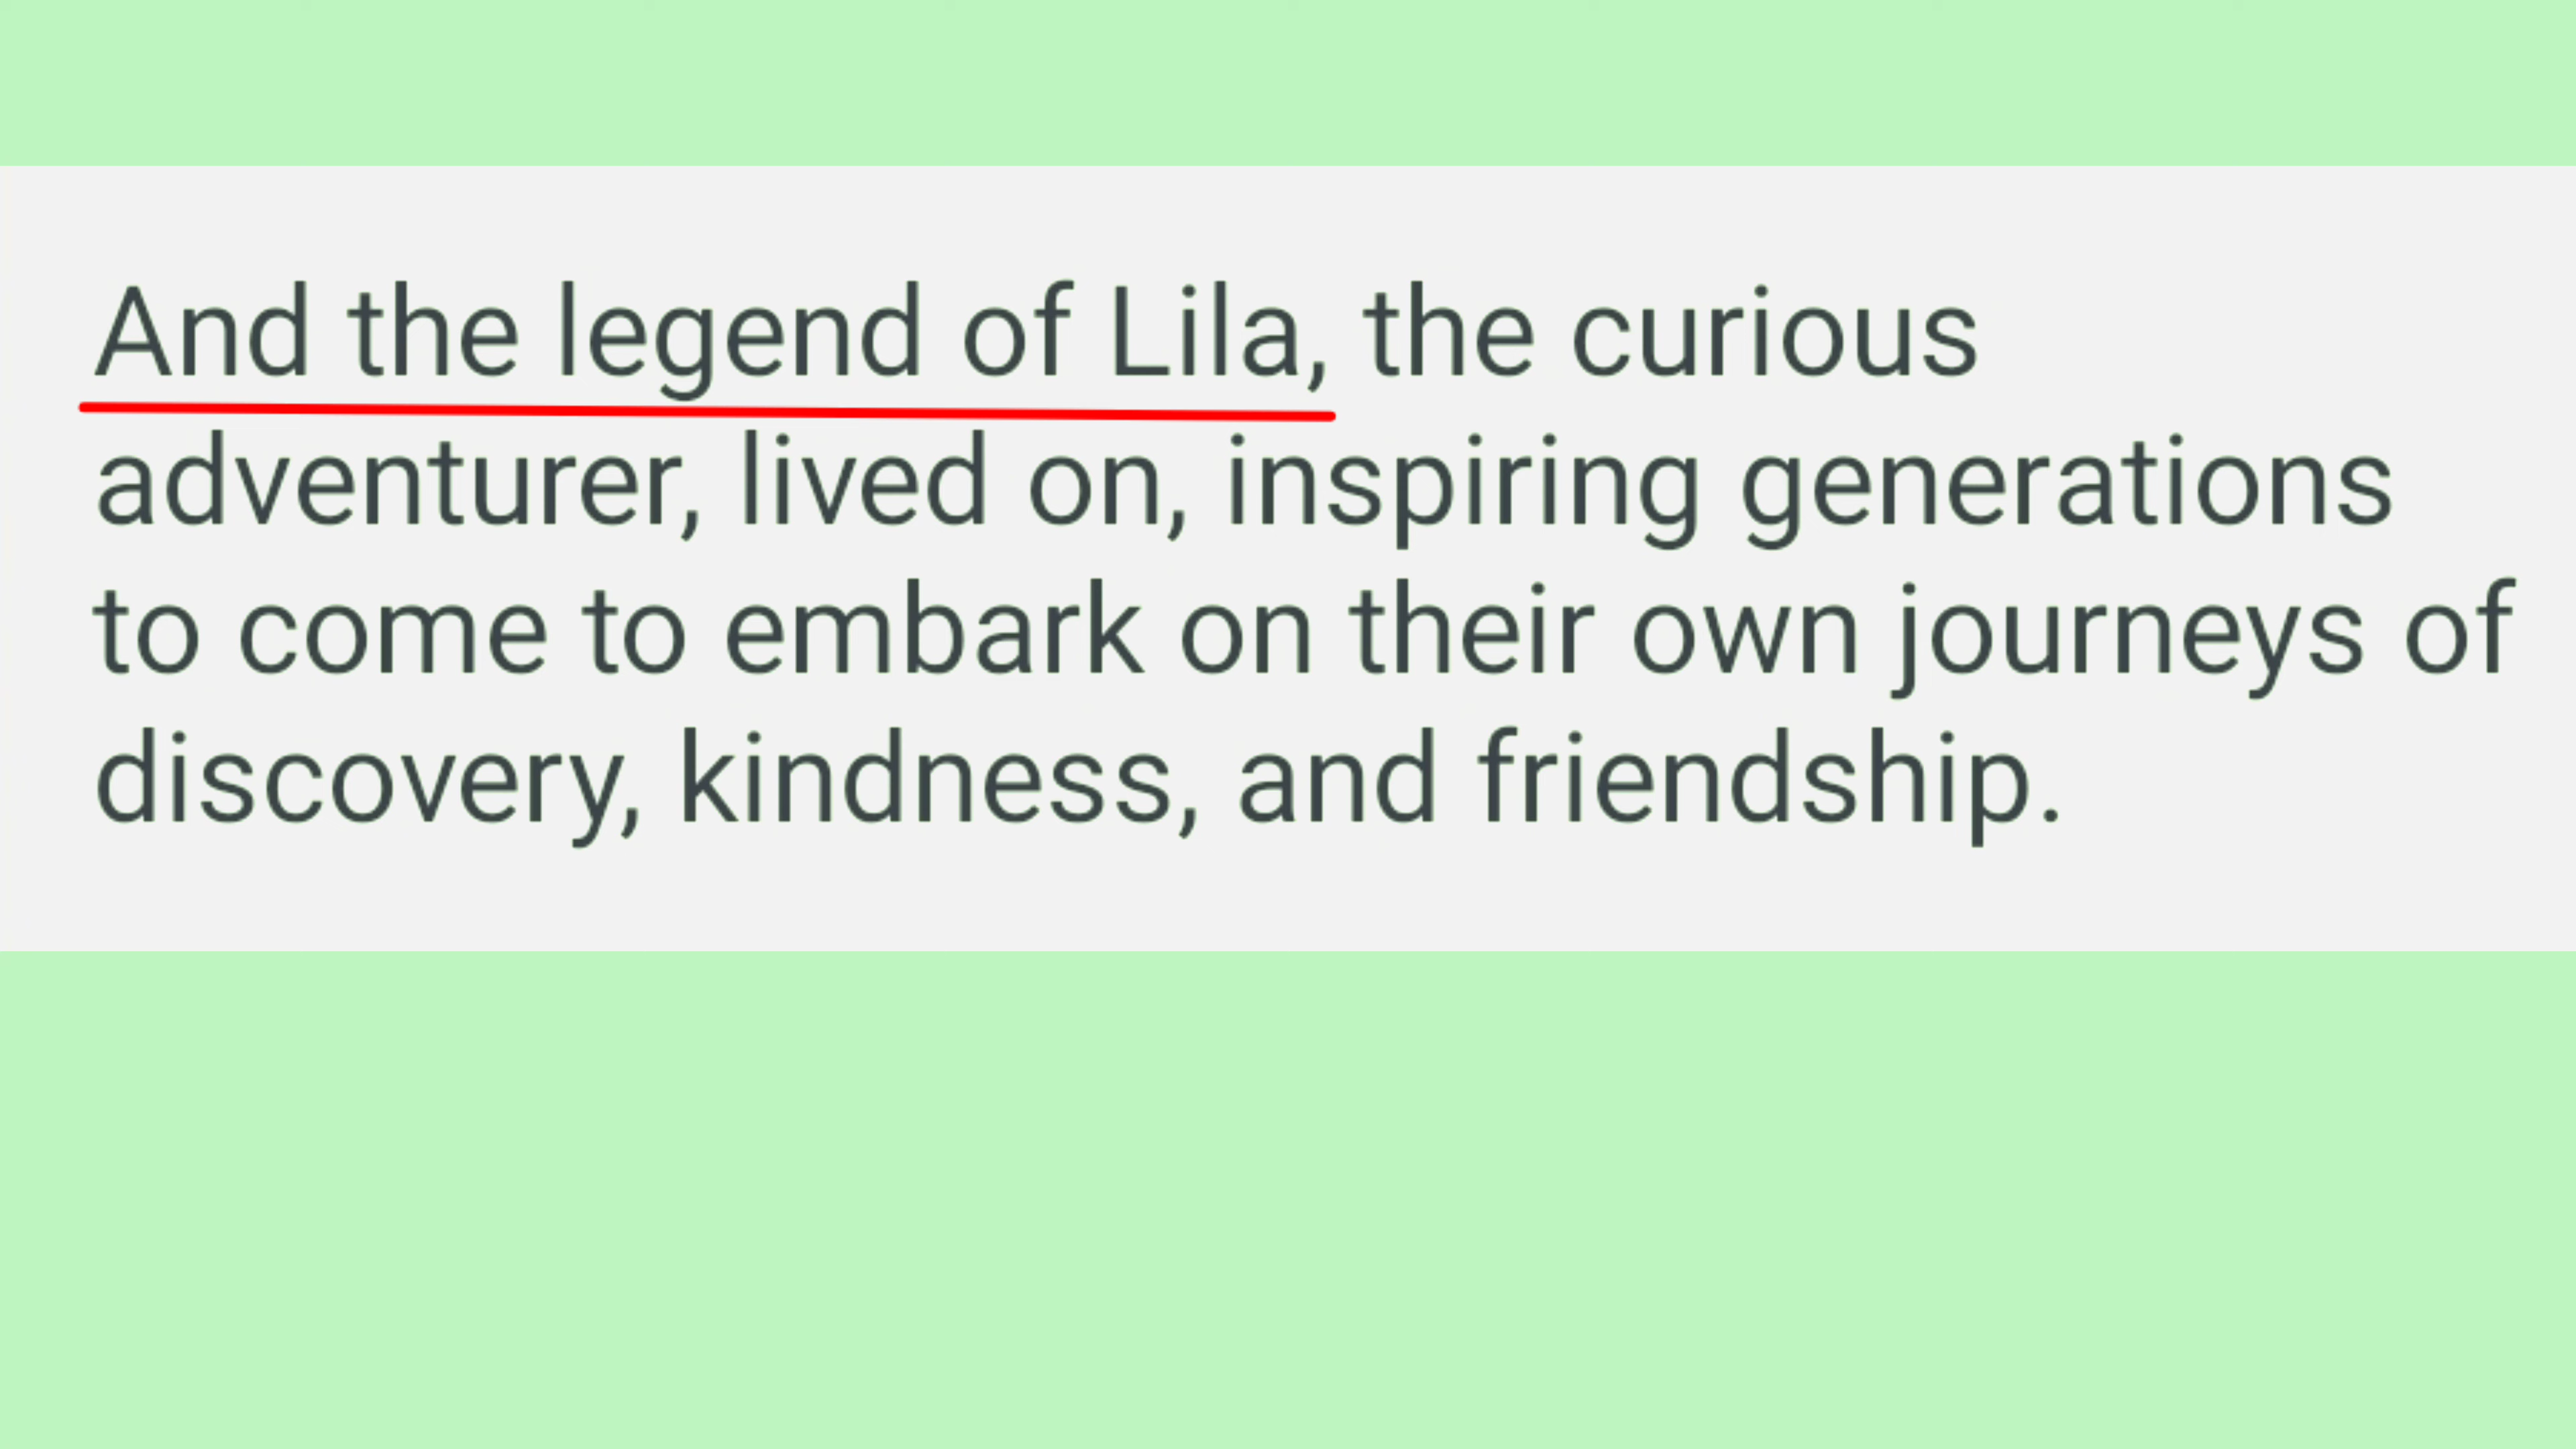 And the legend of Lila, the curious
adventurer, lived on, inspiring generations
to come to embark on their own journeys of
discovery, kindness, and friendship.